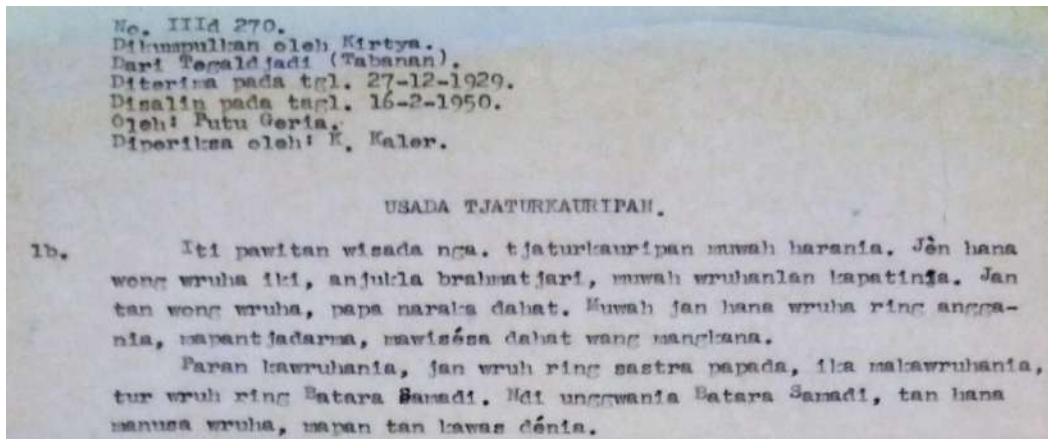 No. IIId 270.
Dikumpulkan oleh Kirtya.
Dari Tegaldjadi (Tabanan).
Diterima pada tgl. 27-12-1929.
Disalin pada tagl. 16-2-1950.
Oleh: Putu Geria.
Diperiksa oleh: K. Kaler.
USADA TJATURKAURIPAN.
1b. Iti pawitan wisada nga. tjaturkauripan muwah harania. Jèn hana
wong wruha iki, anjukla brahmatjari, muwah wruhanlan kapatinia. Jan
tan wong wruha, papa naraka dahat. Muwah jan hana wruha ring angga-
nia, mapantjadarma, mawisésa dahat wang mangkana.
Paran kawruhania, jan wruh ring sastra papada, ika makawruhania,
tur wruh ring Batara Samadi. Ndi unggwania Batara Samadi, tan hana
manusa wruha, mapan tan kawas dénia.